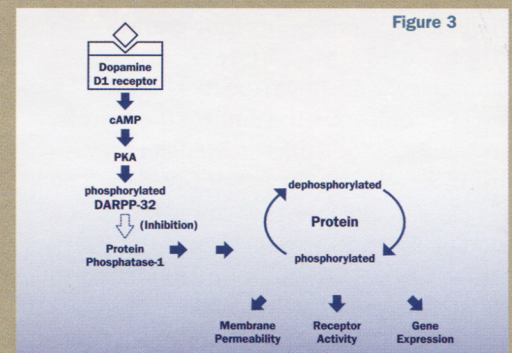 Figure 3
Dopamine
D1 receptor
cAMP
PKA
phosphorylated
DARPP-32
(Inhibition)
Protein
Phosphatase-1
dephosphorylated
Protein
phosphorylated
Membrane
Permeability
Receptor
Activity
Gene
Expression